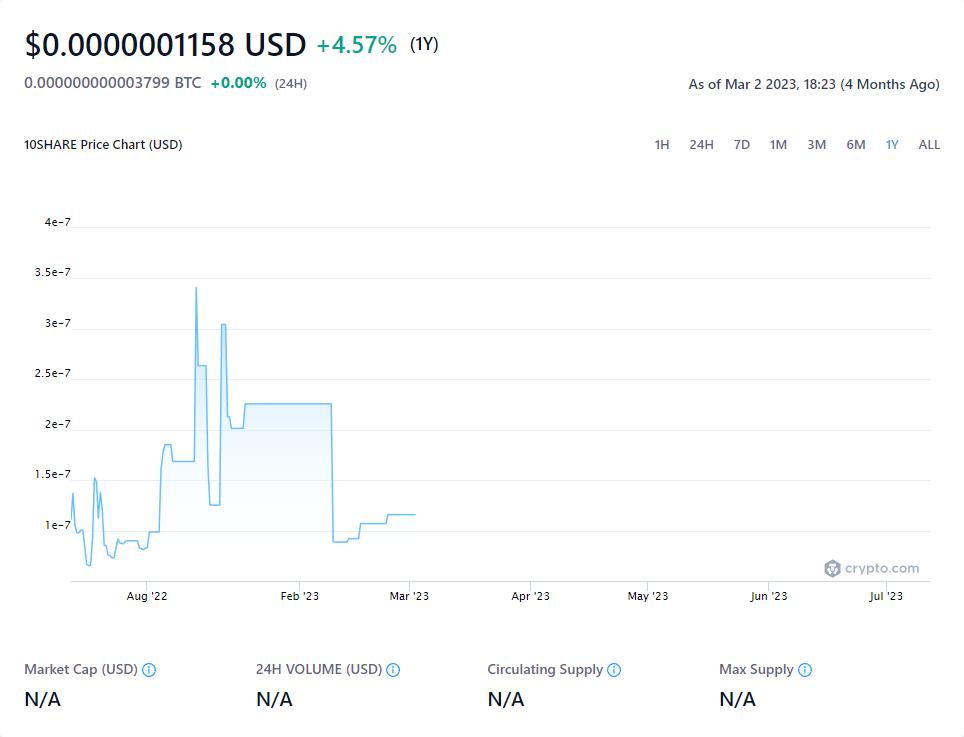 $0.0000001158 USD +4.57% (1Y)
0.000000000003799 BTC +0.00% (24H)
As of Mar 2 2023, 18:23 (4 Months Ago)
10SHARE Price Chart (USD)
1H 24H 7D 1M 3M 6M 1Y ALL
4e-7
3.5e-7
3e-7
2.5e-7
2e-7
1.5e-7
1e-7
crypto.com
Aug '22 Feb '23 Mar '23 Apr '23 May '23 Jun '23 Jul '23
Market Cap (USD) 24H VOLUME (USD) Circulating Supply Max Supply
N/A N/A N/A N/A